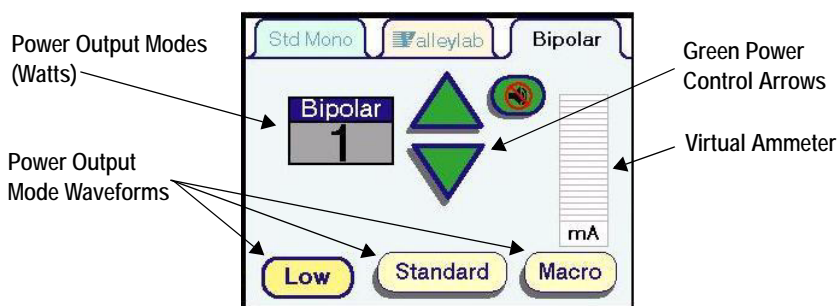 Std Mono
Valleylab
Bipolar
Power Output Modes
(Watts)
Green Power
Control Arrows
Bipolar
1
Virtual Ammeter
Power Output
Mode Waveforms
mA
Low
Standard
Macro